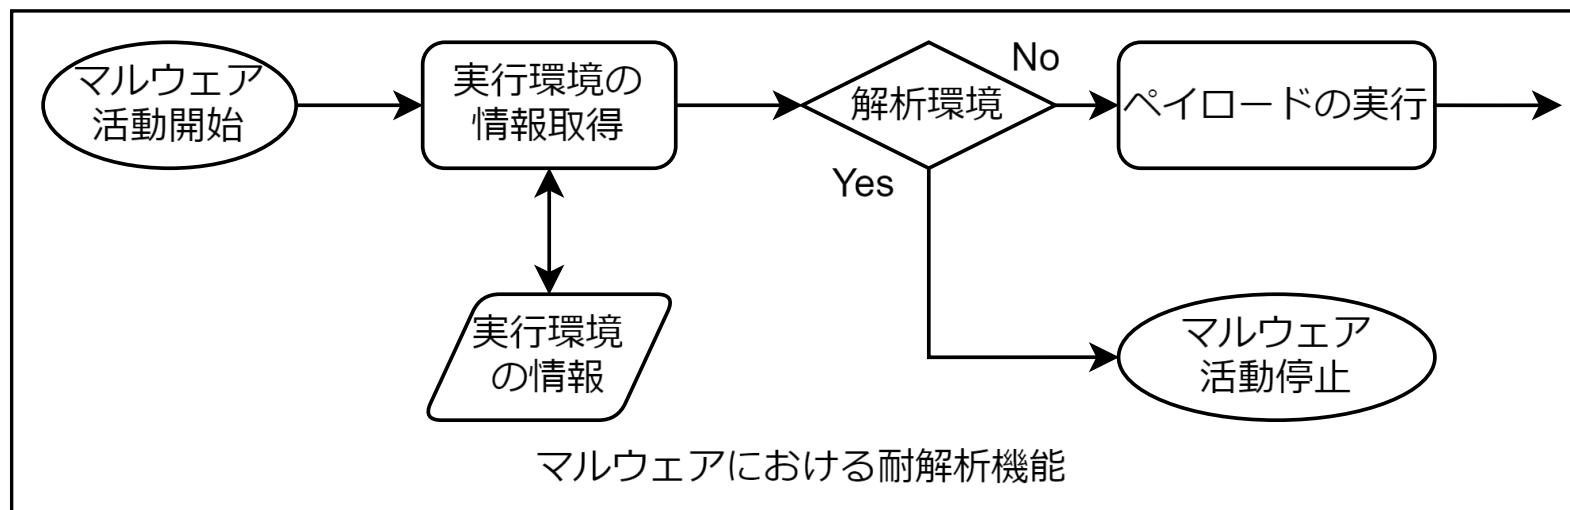 マルウェア
活動開始
実行環境の
情報取得
解析環境
No
ペイロードの実行
Yes
実行環境
の情報
マルウェア
活動停止
マルウェアにおける耐解析機能